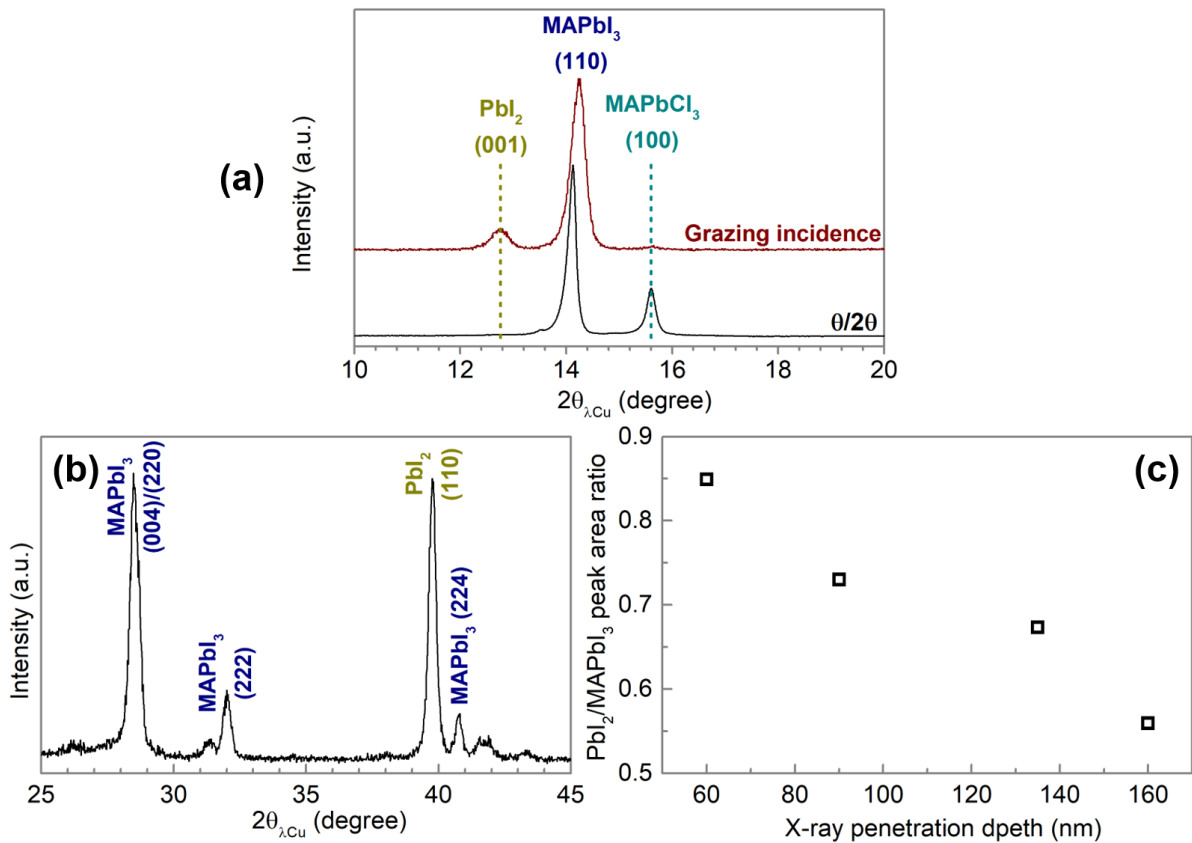 (a)
Intensity (a.u.)
PbI₂
(001)
MAPbI₃
(110)
MAPbCl₃
(100)
Grazing incidence
θ/2θ
10 12 14 16 18 20
2θλCu (degree)
(b)
Intensity (a.u.)
MAPbI₃
(004)/(220)
MAPbI₃
(222)
PbI₂
(110)
MAPbI₃ (224)
25 30 35 40 45
2θλCu (degree)
(c)
PbI₂/MAPbI₃ peak area ratio
0.9
0.8
0.7
0.6
0.5
60 80 100 120 140 160
X-ray penetration dpeth (nm)